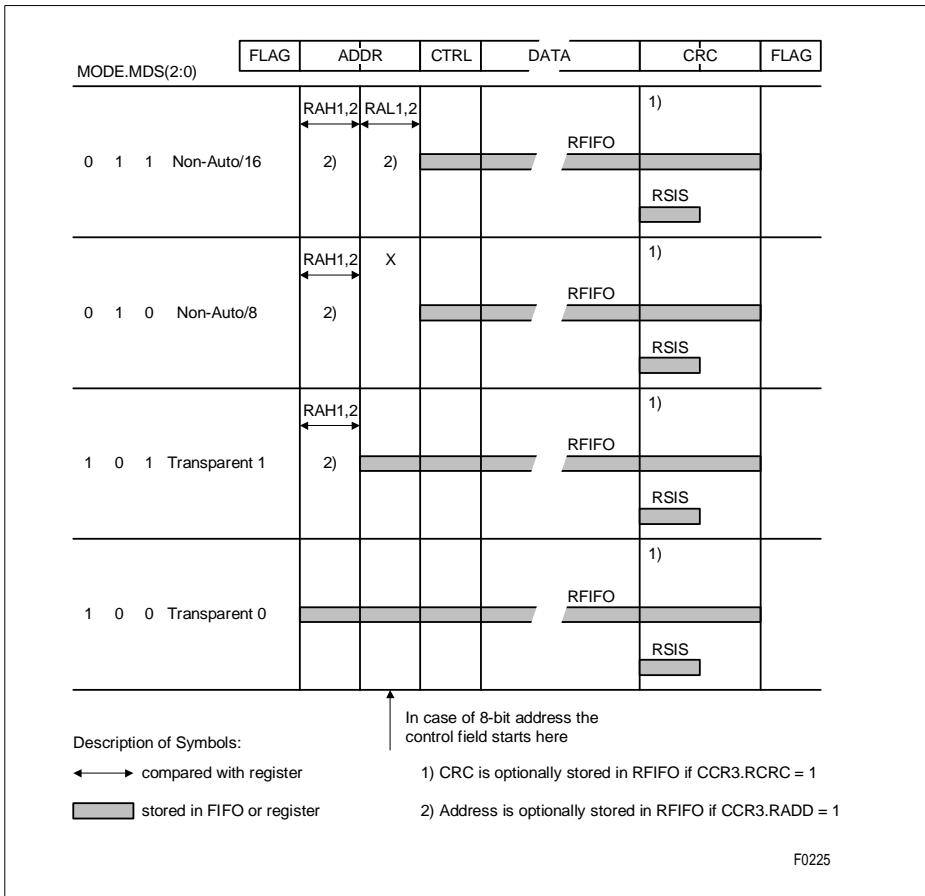 FLAG ADDR CTRL DATA CRC FLAG
MODE.MDS(2:0)
RAH1,2 RAL1,2 1)
0 1 1 Non-Auto/16 2) 2) RFIFO
RSIS
RAH1,2 X 1)
0 1 0 Non-Auto/8 2) RFIFO
RSIS
RAH1,2 1)
1 0 1 Transparent 1 2) RFIFO
RSIS
1)
1 0 0 Transparent 0 RFIFO
RSIS
In case of 8-bit address the
control field starts here
Description of Symbols:
compared with register
1) CRC is optionally stored in RFIFO if CCR3.RCRC = 1
stored in FIFO or register
2) Address is optionally stored in RFIFO if CCR3.RADD = 1
F0225